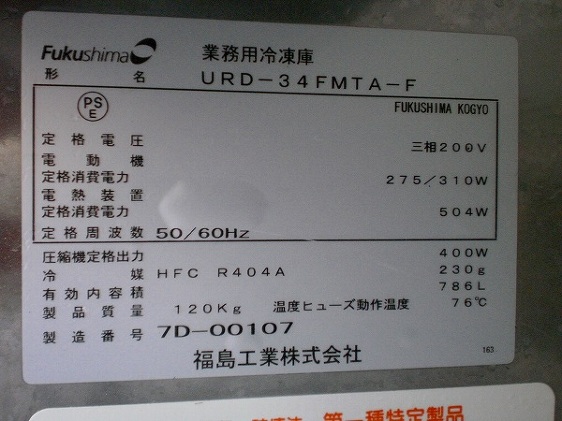 Fukushima 業務用冷凍庫
形名 URD-34FMTA-F
PS E FUKUSHIMA KOGYO
定格電圧 三相200V
電動機
定格消費電力 275/310W
電熱装置
定格消費電力 504W
定格周波数 50/60Hz
圧縮機定格出力 400W
冷媒 HFC R404A 230g
有効内容積 786L
製品質量 120Kg 温度ヒューズ動作温度 76℃
製造番号 7D-00107
福島工業株式会社 163
第一種特定製品